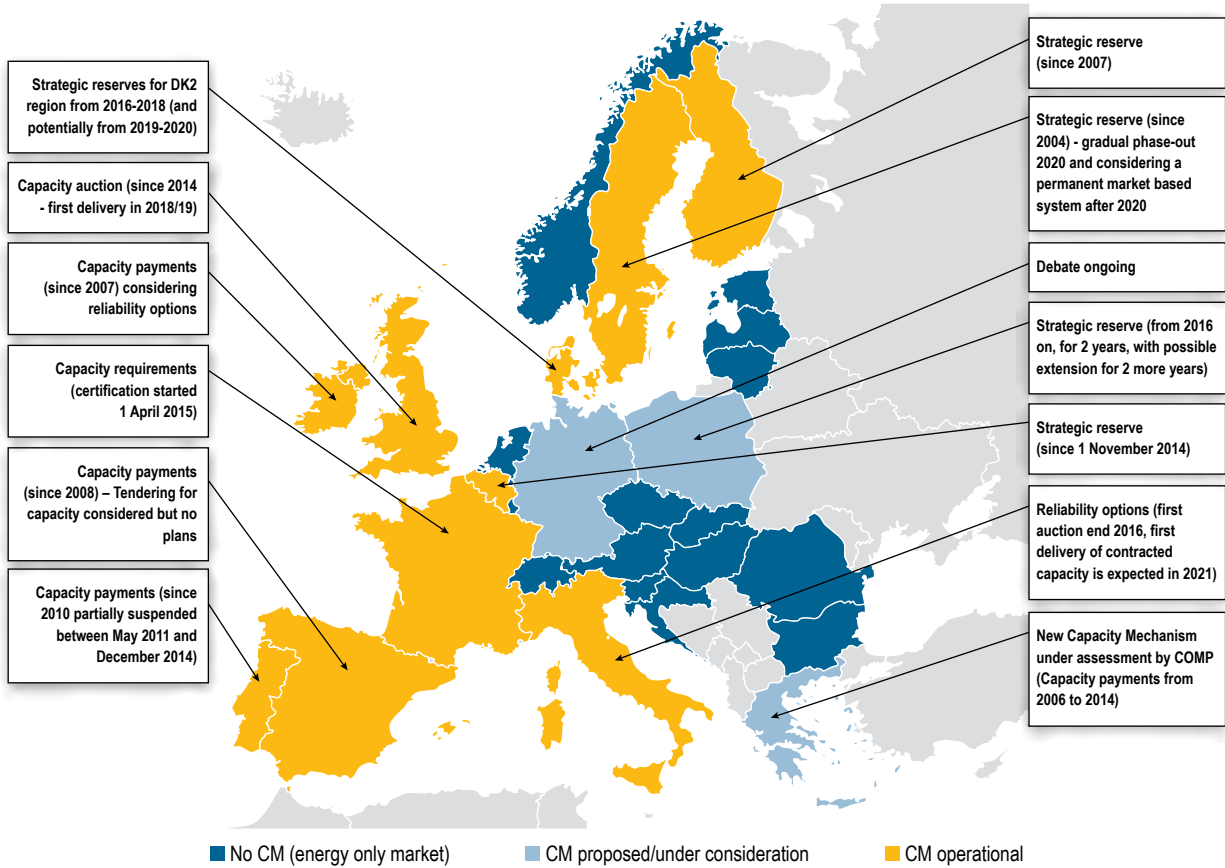 Strategic reserves for DK2
region from 2016-2018 (and
potentially from 2019-2020)
Capacity auction (since 2014
- first delivery in 2018/19)
Capacity payments
(since 2007) considering
reliability options
Capacity requirements
(certification started
1 April 2015)
Capacity payments
(since 2008) – Tendering for
capacity considered but no
plans
Capacity payments (since
2010 partially suspended
between May 2011 and
December 2014)
Strategic reserve
(since 2007)
Strategic reserve (since
2004) - gradual phase-out
2020 and considering a
permanent market based
system after 2020
Debate ongoing
Strategic reserve (from 2016
on, for 2 years, with possible
extension for 2 more years)
Strategic reserve
(since 1 November 2014)
Reliability options (first
auction end 2016, first
delivery of contracted
capacity is expected in 2021)
New Capacity Mechanism
under assessment by COMP
(Capacity payments from
2006 to 2014)
No CM (energy only market)
CM proposed/under consideration
CM operational